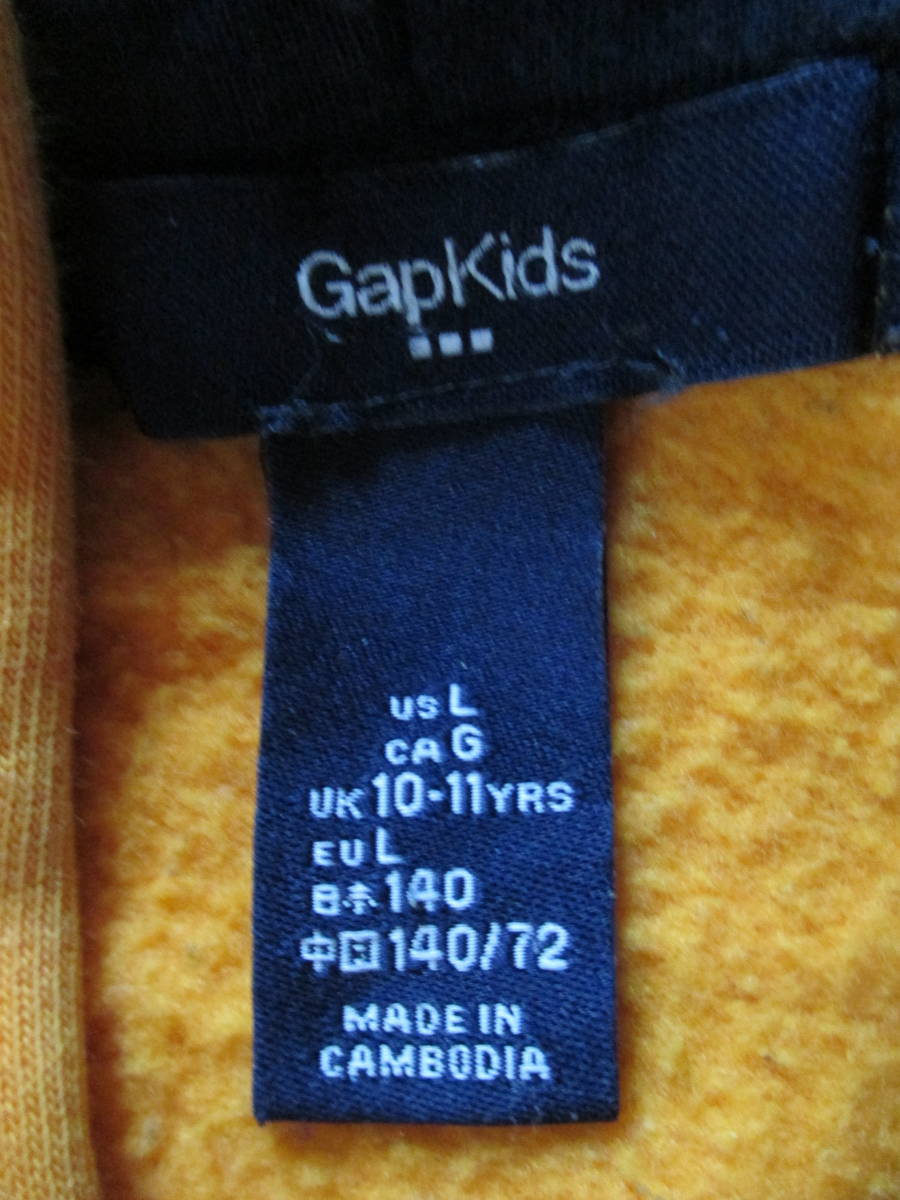 GapKids
US L
CA G
UK 10-11YRS
EU L
日本 140
中国 140/72
MADE IN
CAMBODIA